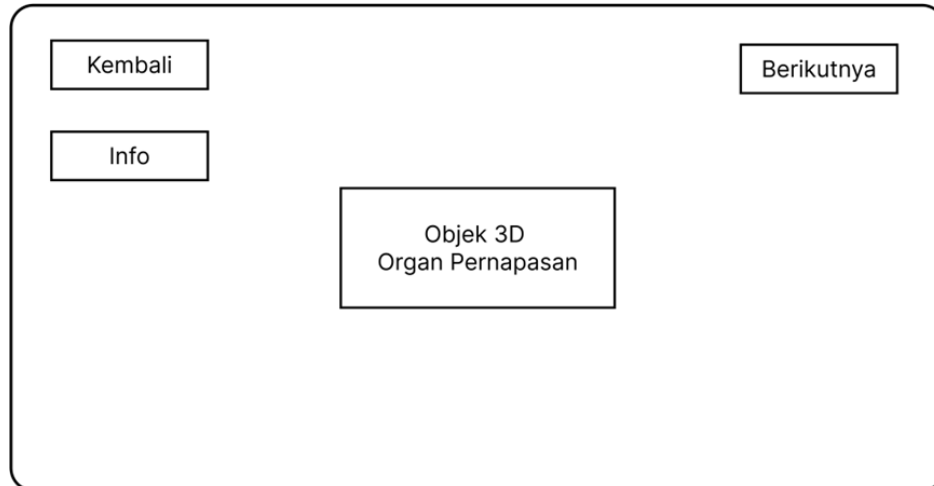 Kembali
Berikutnya
Info
Objek 3D
Organ Pernapasan